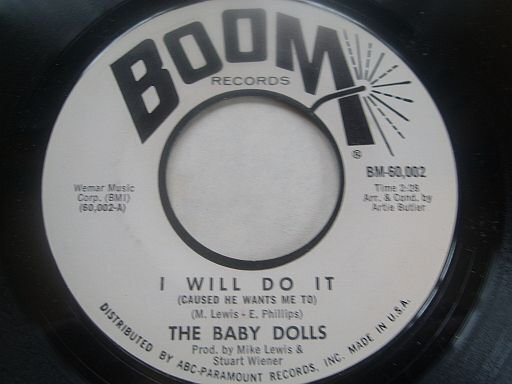 BOOM
RECORDS
®
BM-60,002
Wemar Music
Corp. (BMI)
(60,002-A)
Time 2:28
Arr. & Cond. by
Artie Butler
I WILL DO IT
(CAUSED HE WANTS ME TO)
(M. Lewis - E. Phillips)
THE BABY DOLLS
Prod. by Mike Lewis &
Stuart Wiener
DISTRIBUTED BY ABC-PARAMOUNT RECORDS, INC. MADE IN U.S.A.